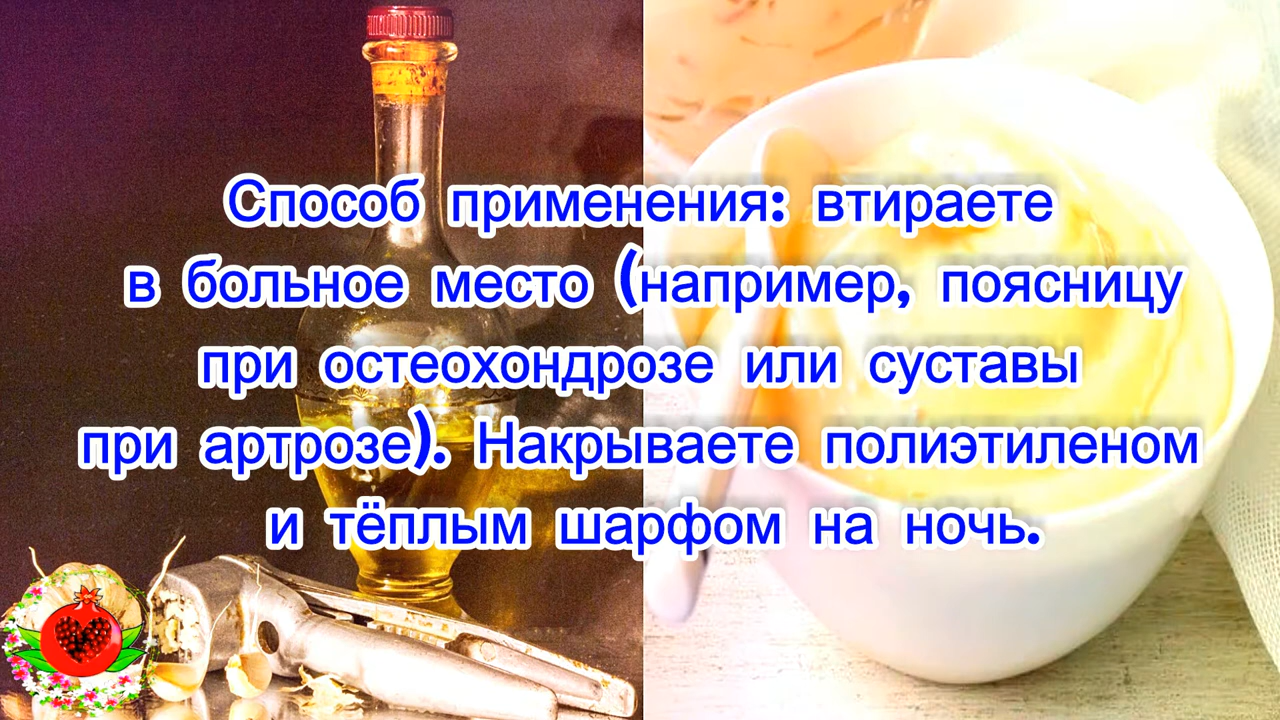 Способ применения: втираете
в больное место (например, поясницу
при остеохондрозе или суставы
при артрозе). Накрываете полиэтиленом
и тёплым шарфом на ночь.